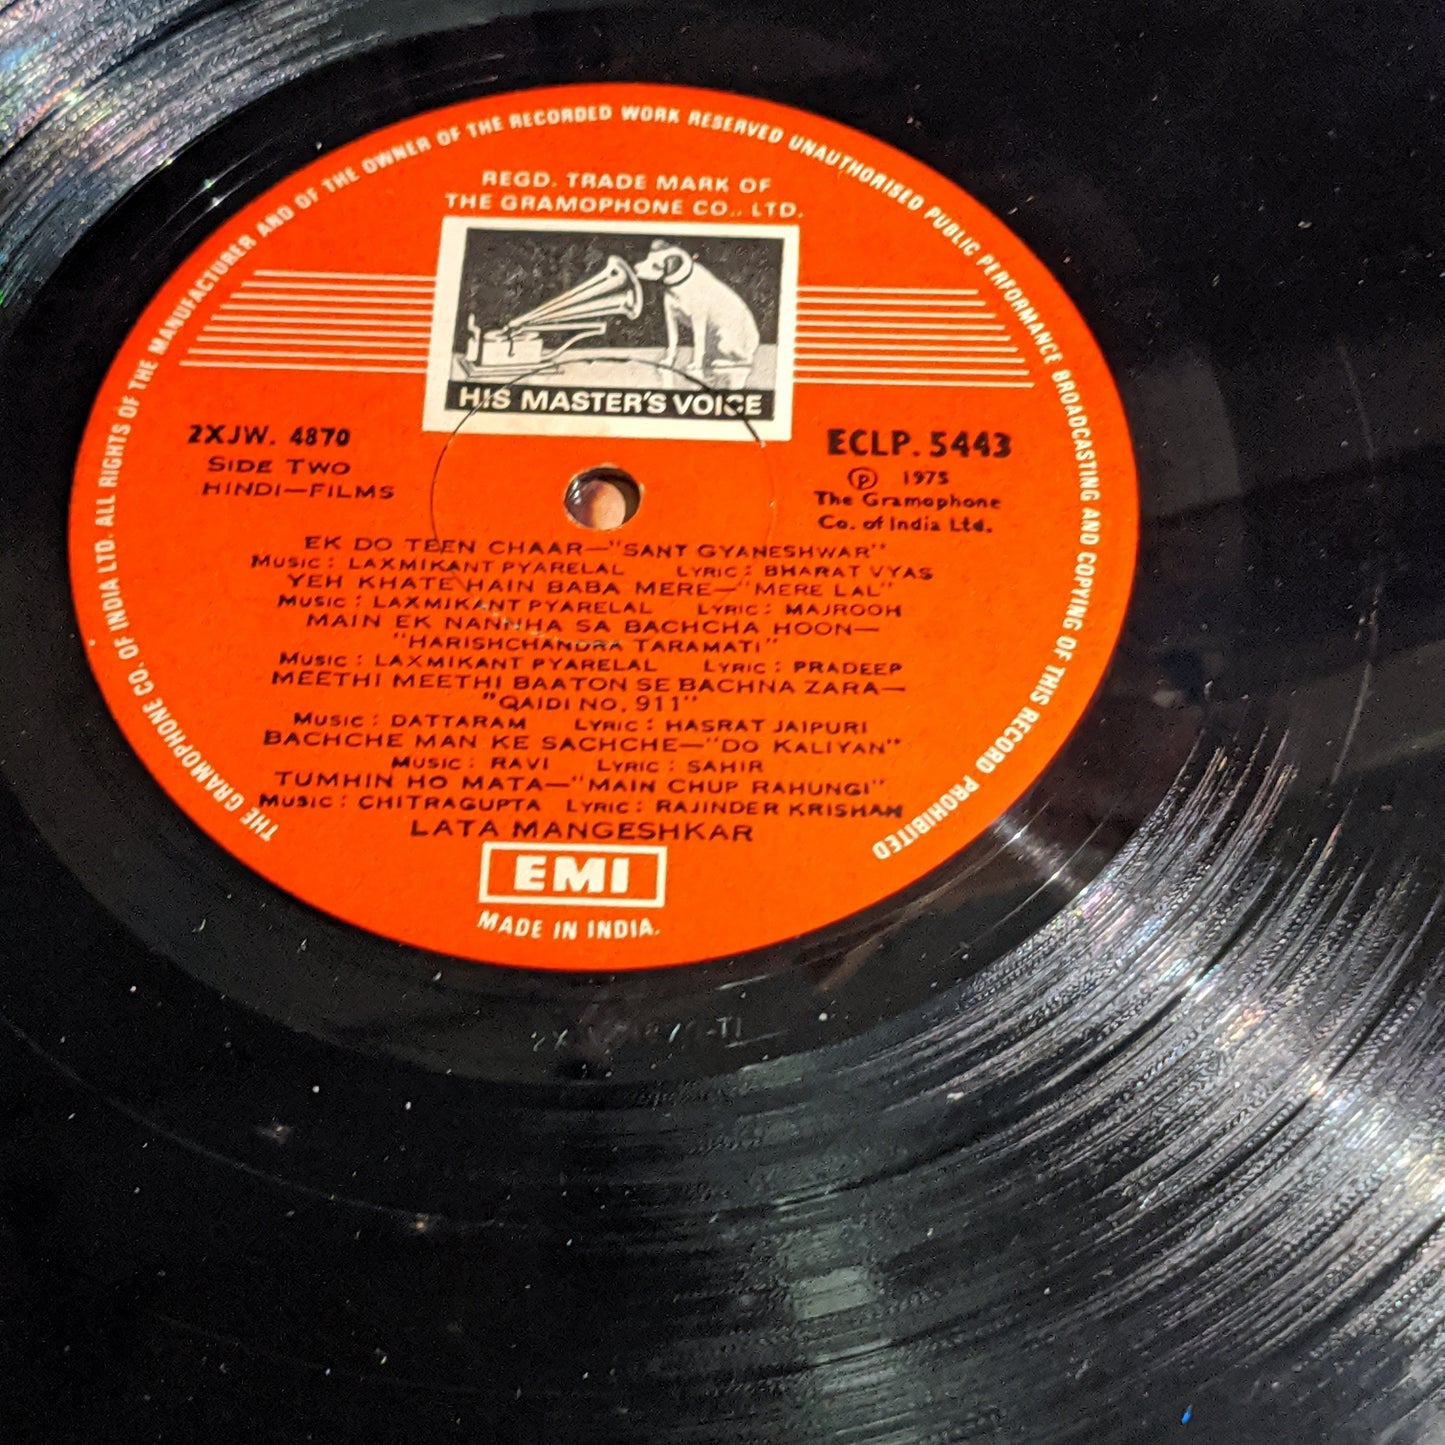 THE GRAMOPHONE CO. OF INDIA LTD. ALL RIGHTS OF THE MANUFACTURER AND OF THE OWNER OF THE RECORDED WORK RESERVED UNAUTHORISED PUBLIC PERFORMANCE BROADCASTING AND COPYING OF THIS RECORD PROHIBITED
REGD. TRADE MARK OF
THE GRAMOPHONE CO., LTD.
HIS MASTER'S VOICE
2XJW. 4870
SIDE TWO
HINDI—FILMS
ECLP. 5443
℗ 1975
The Gramophone
Co. of India Ltd.
EK DO TEEN CHAAR—"SANT GYANESHWAR"
MUSIC : LAXMIKANT PYARELAL LYRIC : BHARAT VYAS
YEH KHATE HAIN BABA MERE—"MERE LAL"
MUSIC : LAXMIKANT PYARELAL LYRIC : MAJROOH
MAIN EK NANNHA SA BACHCHA HOON—
"HARISHCHANDRA TARAMATI"
MUSIC : LAXMIKANT PYARELAL LYRIC : PRADEEP
MEETHI MEETHI BAATON SE BACHNA ZARA—
"QAIDI NO. 911"
MUSIC : DATTARAM LYRIC : HASRAT JAIPURI
BACHCHE MAN KE SACHCHE—"DO KALIYAN"
MUSIC : RAVI LYRIC : SAHIR
TUMHIN HO MATA—"MAIN CHUP RAHUNGI"
MUSIC : CHITRAGUPTA LYRIC : RAJINDER KRISHAN
LATA MANGESHKAR
EMI
MADE IN INDIA.